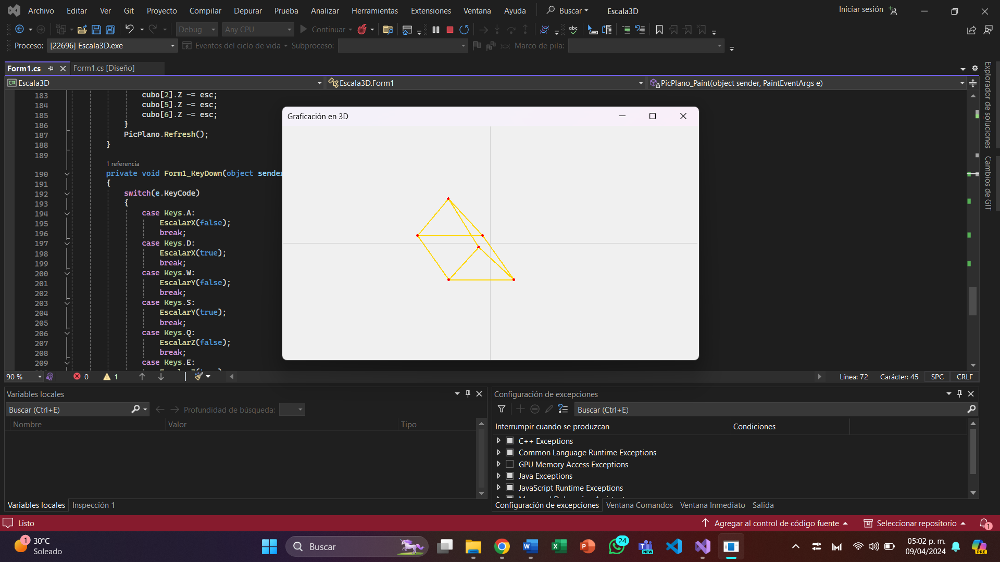 Archivo Editar Ver Git Proyecto Compilar Depurar Prueba Analizar Herramientas Extensiones Ventana Ayuda Buscar Escala3D Iniciar sesión
Debug Any CPU Continuar
Proceso: [22696] Escala3D.exe Eventos del ciclo de vida Subproceso: Marco de pila:
Form1.cs Form1.cs [Diseño]
C# Escala3D Escala3D.Form1 PicPlano_Paint(object sender, PaintEventArgs e)
183 cubo[2].Z -= esc;
184 cubo[5].Z -= esc;
185 cubo[6].Z -= esc;
186 }
187 PicPlano.Refresh();
188 }
189
1 referencia
190 private void Form1_KeyDown(object sender
191 {
192 switch(e.KeyCode)
193 {
194 case Keys.A:
195 EscalarX(false);
196 break;
197 case Keys.D:
198 EscalarX(true);
199 break;
200 case Keys.W:
201 EscalarY(false);
202 break;
203 case Keys.S:
204 EscalarY(true);
205 break;
206 case Keys.Q:
207 EscalarZ(false);
208 break;
209 case Keys.E:
Graficación en 3D
Explorador de soluciones
Cambios de GIT
90 % 0 1 Línea: 72 Carácter: 45 SPC CRLF
Variables locales
Buscar (Ctrl+E) Profundidad de búsqueda:
Nombre Valor Tipo
Variables locales Inspección 1
Configuración de excepciones
Buscar (Ctrl+E)
Interrumpir cuando se produzcan Condiciones
C++ Exceptions
Common Language Runtime Exceptions
GPU Memory Access Exceptions
Java Exceptions
JavaScript Runtime Exceptions
Configuración de excepciones Ventana Comandos Ventana Inmediato Salida
Listo Agregar al control de código fuente Seleccionar repositorio 1
1 30°C
Soleado
Buscar
24
NEW
05:02 p. m.
09/04/2024
PRE